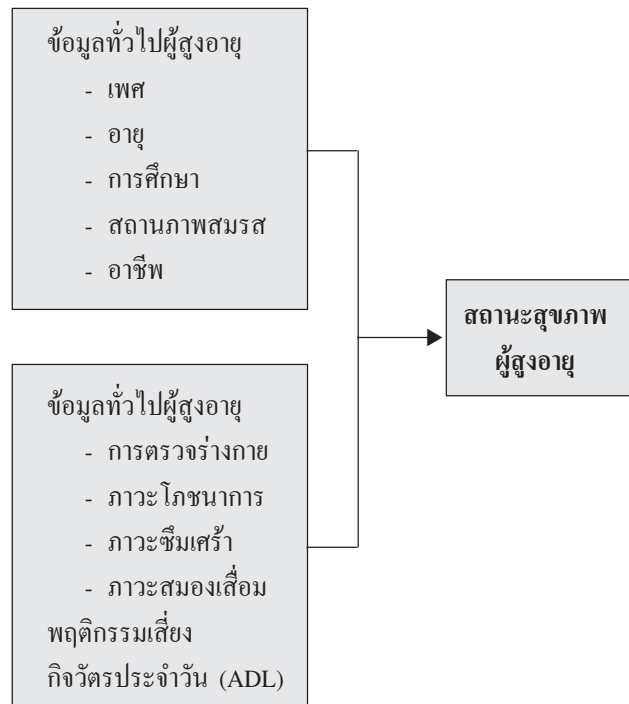 ข้อมูลทั่วไปผู้สูงอายุ
- เพศ
- อายุ
- การศึกษา
- สถานภาพสมรส
- อาชีพ
ข้อมูลทั่วไปผู้สูงอายุ
- การตรวจร่างกาย
- ภาวะโภชนาการ
- ภาวะซึมเศร้า
- ภาวะสมองเสื่อม
พฤติกรรมเสี่ยง
กิจวัตรประจำวัน (ADL)
สถานะสุขภาพ
ผู้สูงอายุ